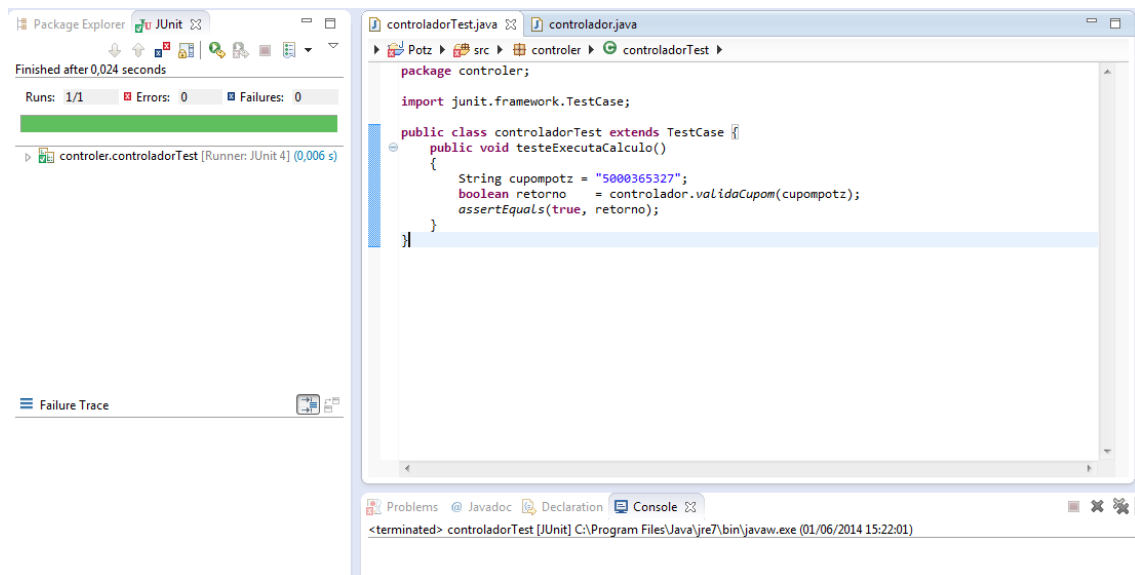 Package Explorer JUnit
Finished after 0,024 seconds
Runs: 1/1 Errors: 0 Failures: 0
controler.controladorTest [Runner: JUnit 4] (0,006 s)
Failure Trace
controladorTest.java controlador.java
Potz src controler controladorTest
package controler;
import junit.framework.TestCase;
public class controladorTest extends TestCase {
public void testeExecutaCalculo()
{
String cupompotz = "5000365327";
boolean retorno = controlador.validaCupom(cupompotz);
assertEquals(true, retorno);
}
}
Problems @ Javadoc Declaration Console
<terminated> controladorTest [JUnit] C:\Program Files\Java\jre7\bin\javaw.exe (01/06/2014 15:22:01)